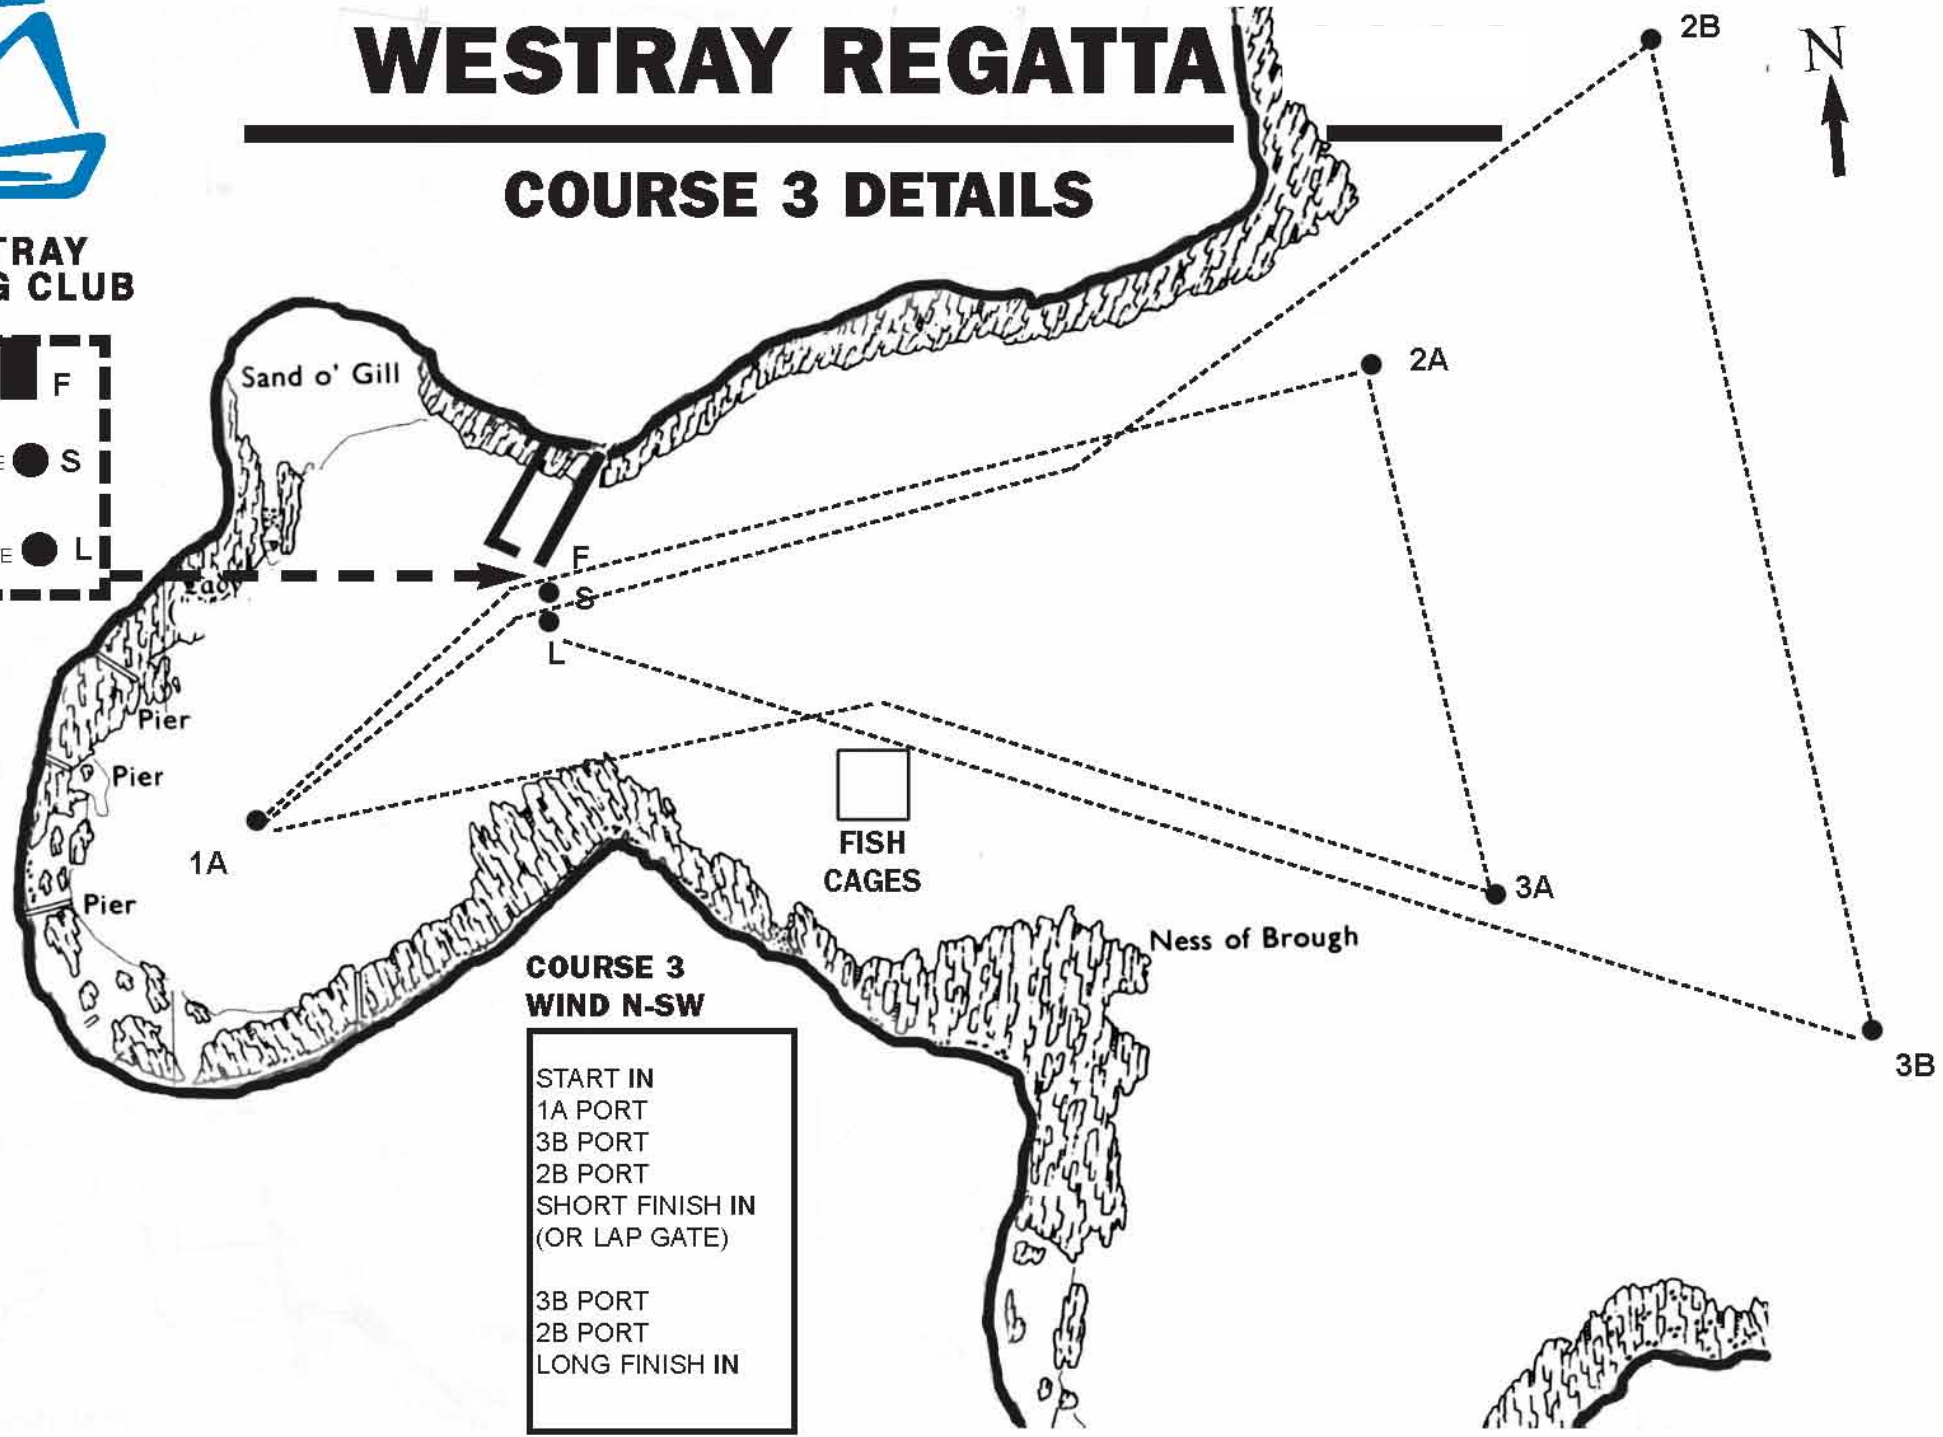 WESTRAY REGATTA
COURSE 3 DETAILS
2B
N
TRAY
G CLUB
F
E S
E L
Sand o' Gill
2A
F
S
L
Pier
Pier
Pier
1A
FISH
CAGES
3A
Ness of Brough
3B
COURSE 3
WIND N-SW
START IN
1A PORT
3B PORT
2B PORT
SHORT FINISH IN
(OR LAP GATE)
3B PORT
2B PORT
LONG FINISH IN